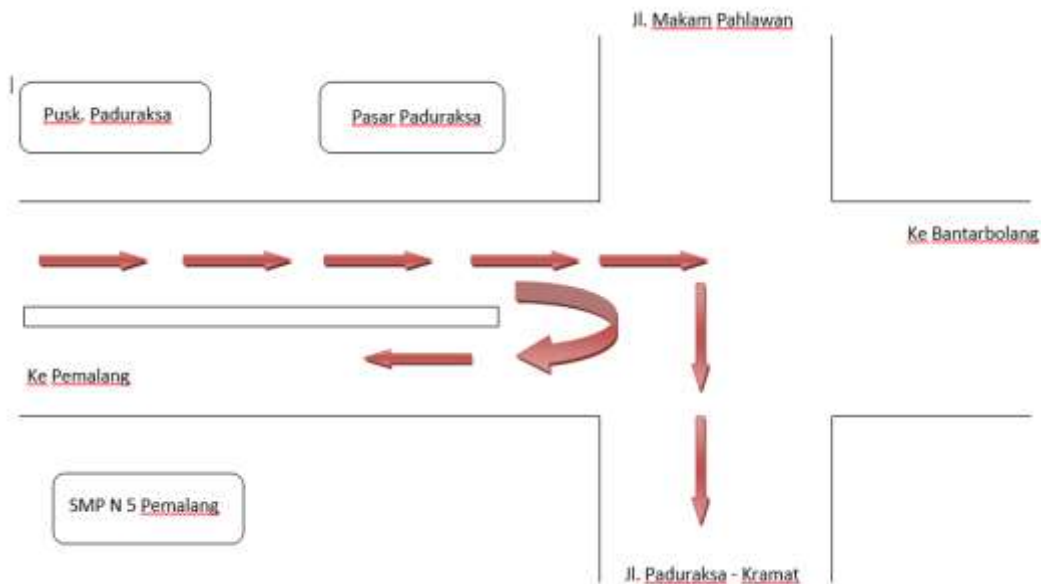 Jl. Makam Pahlawan
Pusk. Paduraksa
Pasar Paduraksa
Ke Bantarbolang
Ke Pemalang
SMP N 5 Pemalang
Jl. Paduraksa - Kramat